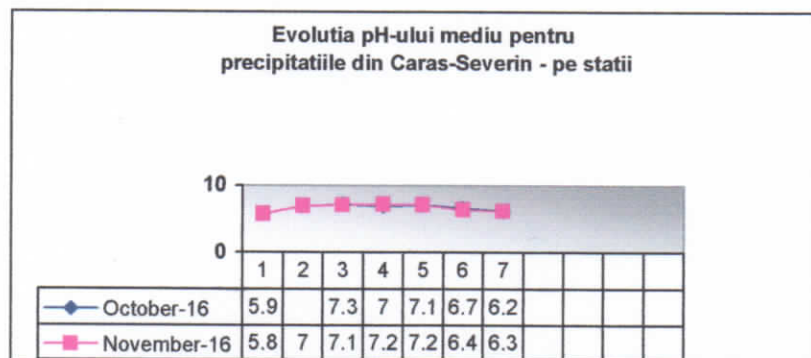 Evolutia pH-ului mediu pentru
precipitatiile din Caras-Severin - pe statii
10
0
1 2 3 4 5 6 7
October-16 5.9 7.3 7 7.1 6.7 6.2
November-16 5.8 7 7.1 7.2 7.2 6.4 6.3